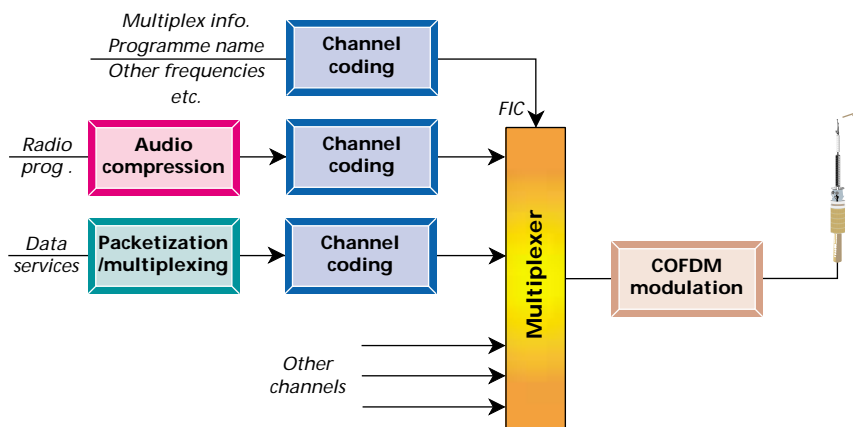 Multiplex info.
Programme name
Other frequencies
etc.
Channel
coding
FIC
Radio
prog .
Audio
compression
Channel
coding
Data
services
Packetization
/multiplexing
Channel
coding
Multiplexer
COFDM
modulation
Other
channels